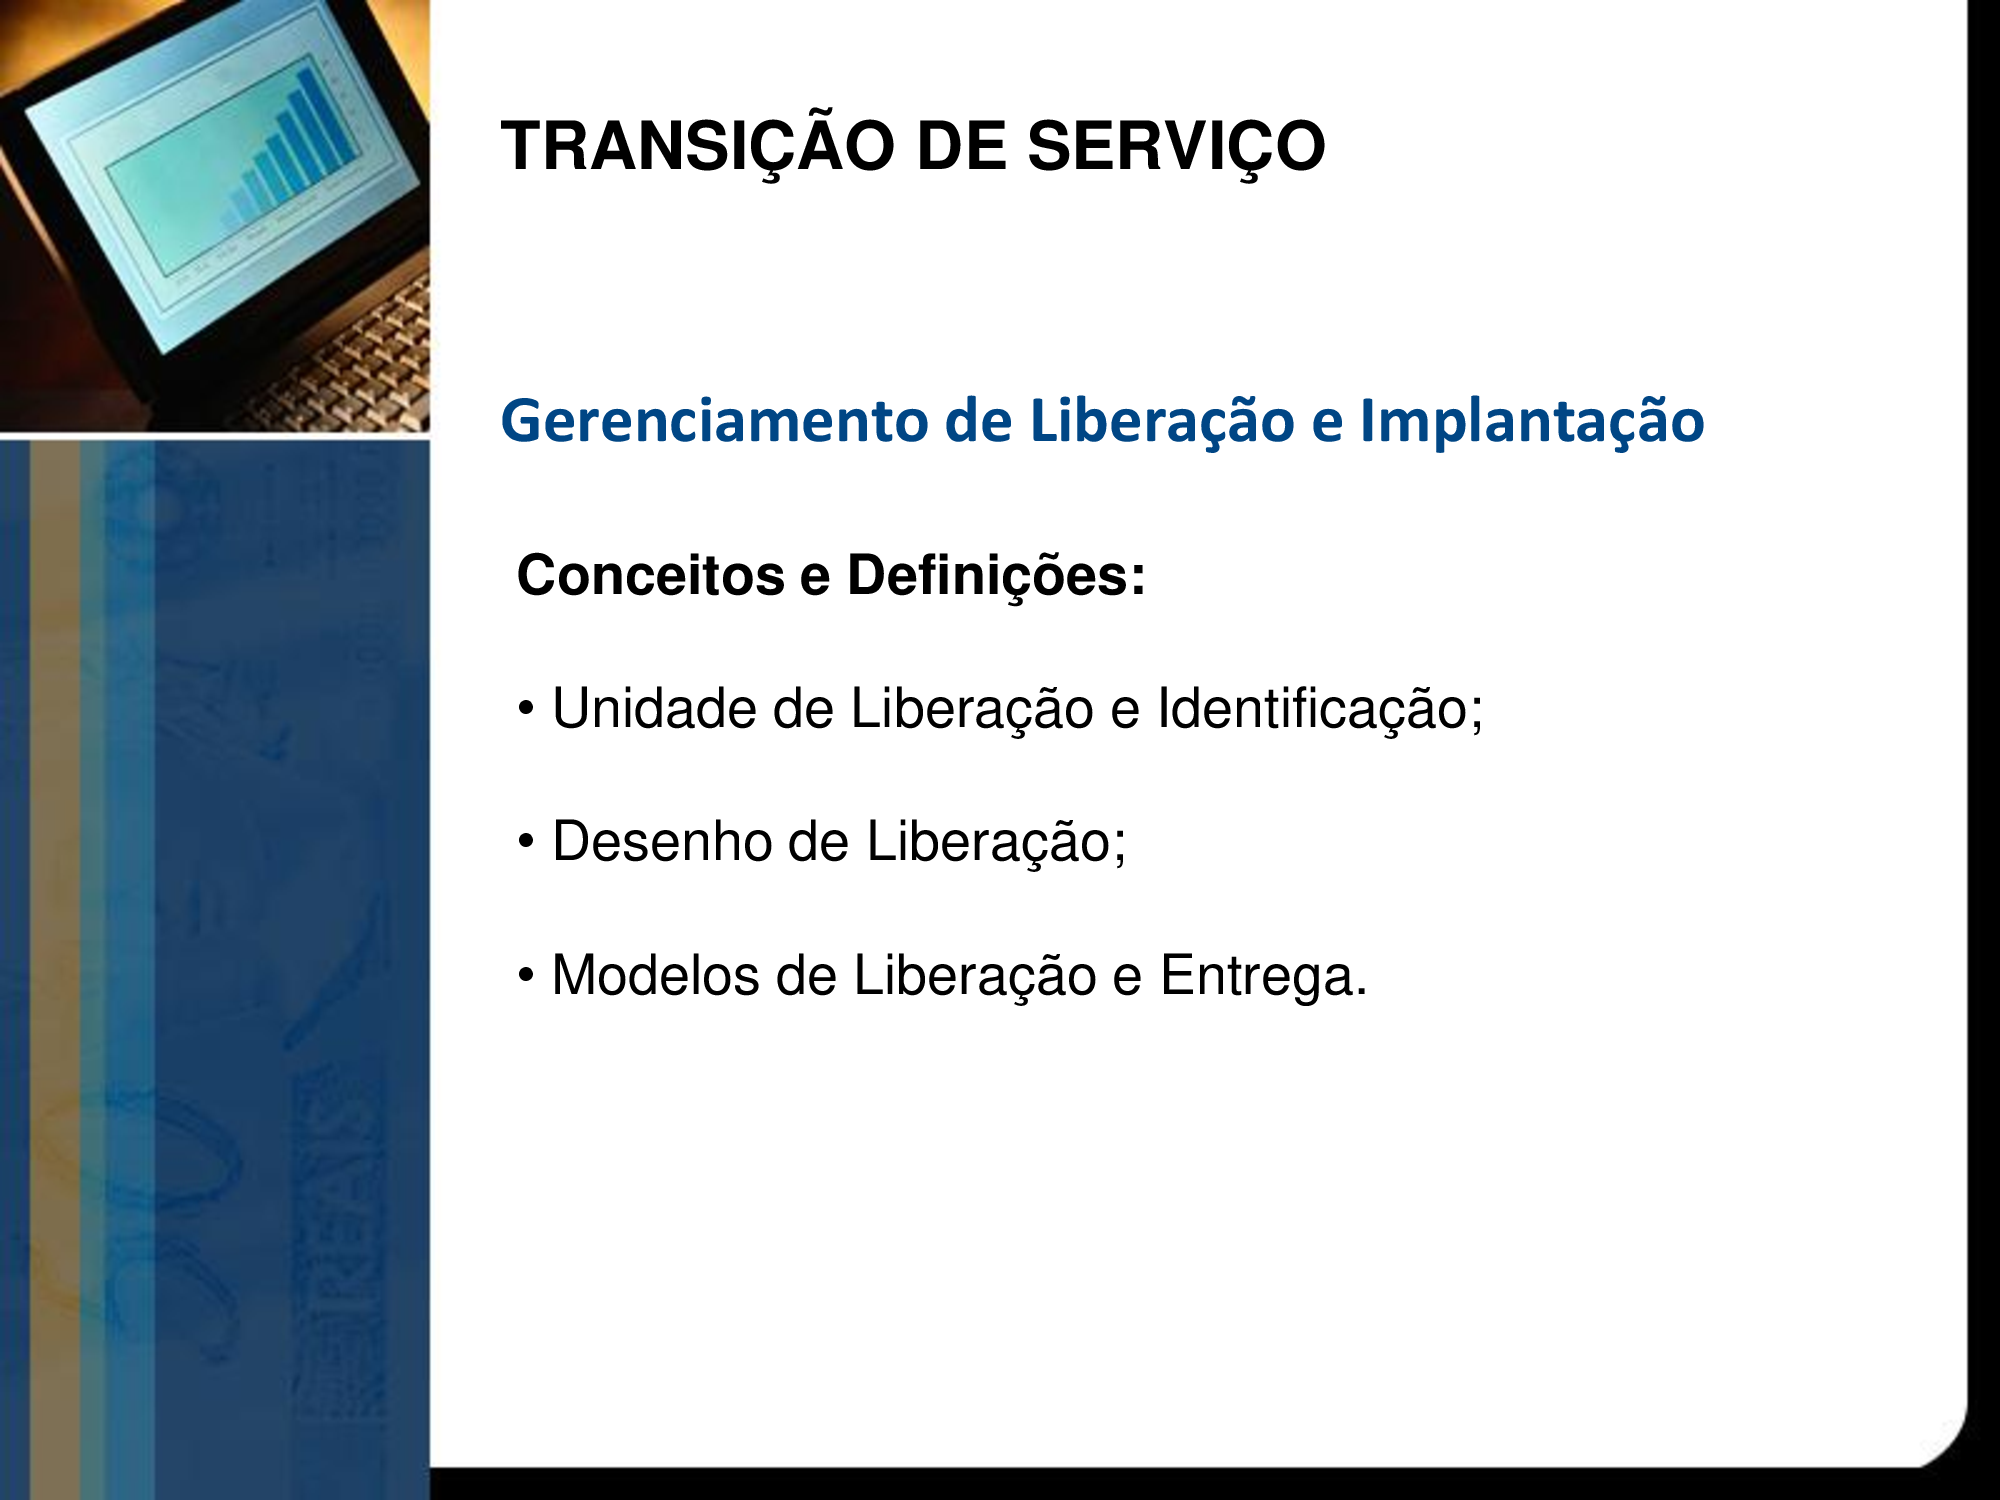 TRANSIÇÃO DE SERVIÇO
Gerenciamento de Liberação e Implantação
Conceitos e Definições:
• Unidade de Liberação e Identificação;
• Desenho de Liberação;
• Modelos de Liberação e Entrega.
REAIS